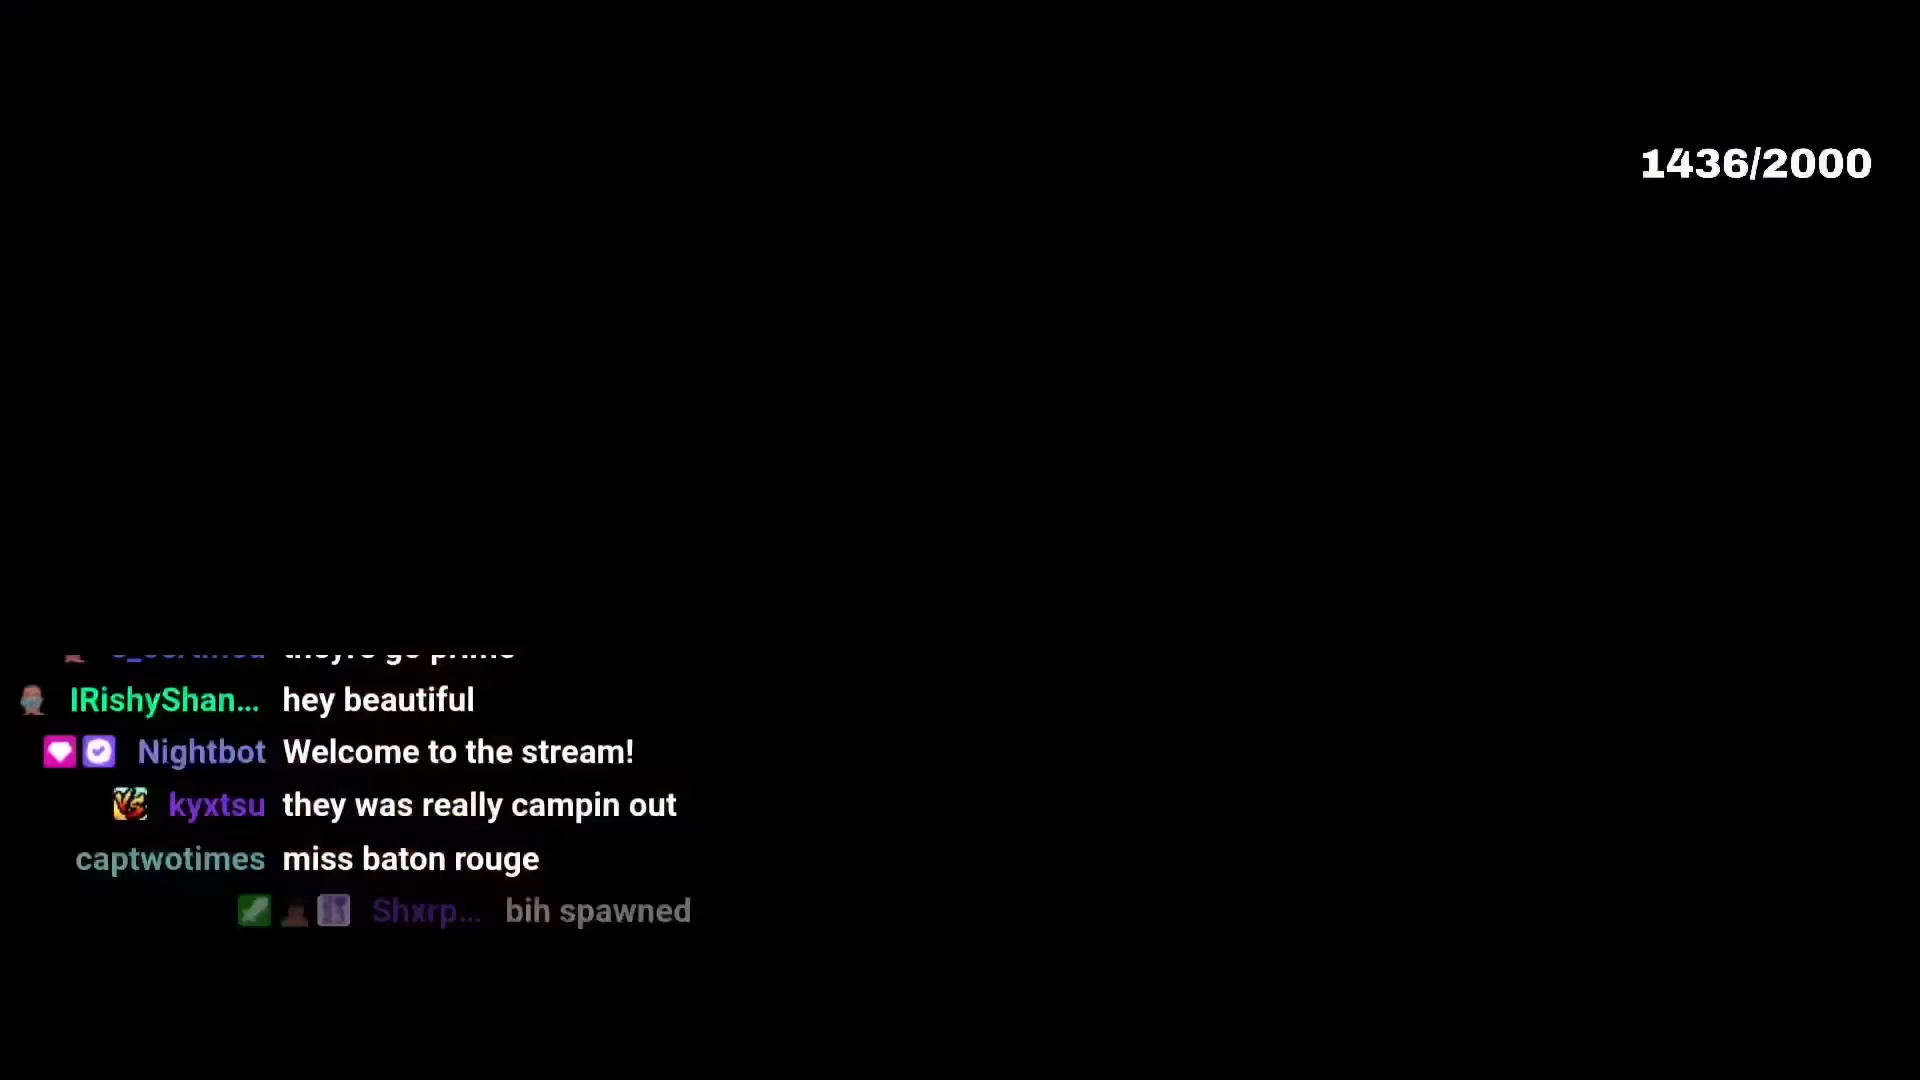 1436/2000
IRishyShan... hey beautiful
Nightbot Welcome to the stream!
kyxtsu they was really campin out
captwotimes miss baton rouge
Shxrp... bih spawned